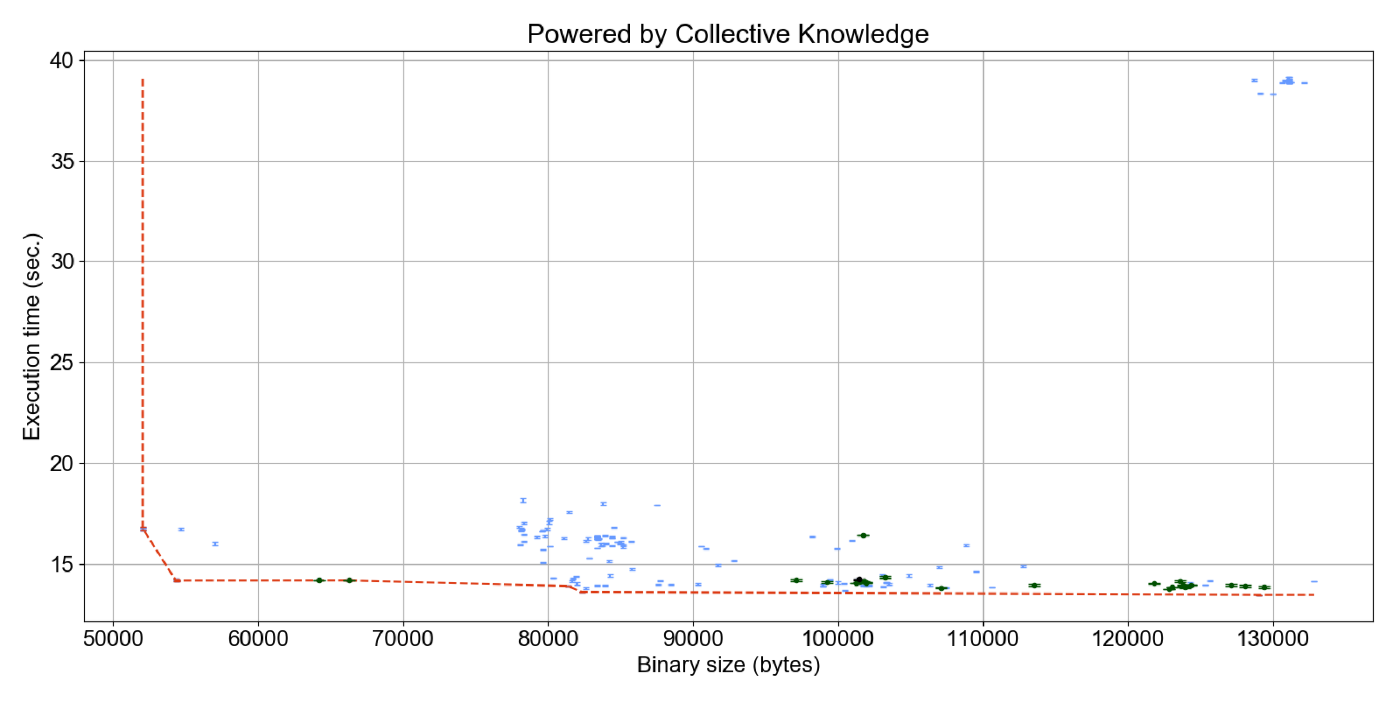 Powered by Collective Knowledge
40
35
30
25
20
15
Execution time (sec.)
50000 60000 70000 80000 90000 100000 110000 120000 130000
Binary size (bytes)